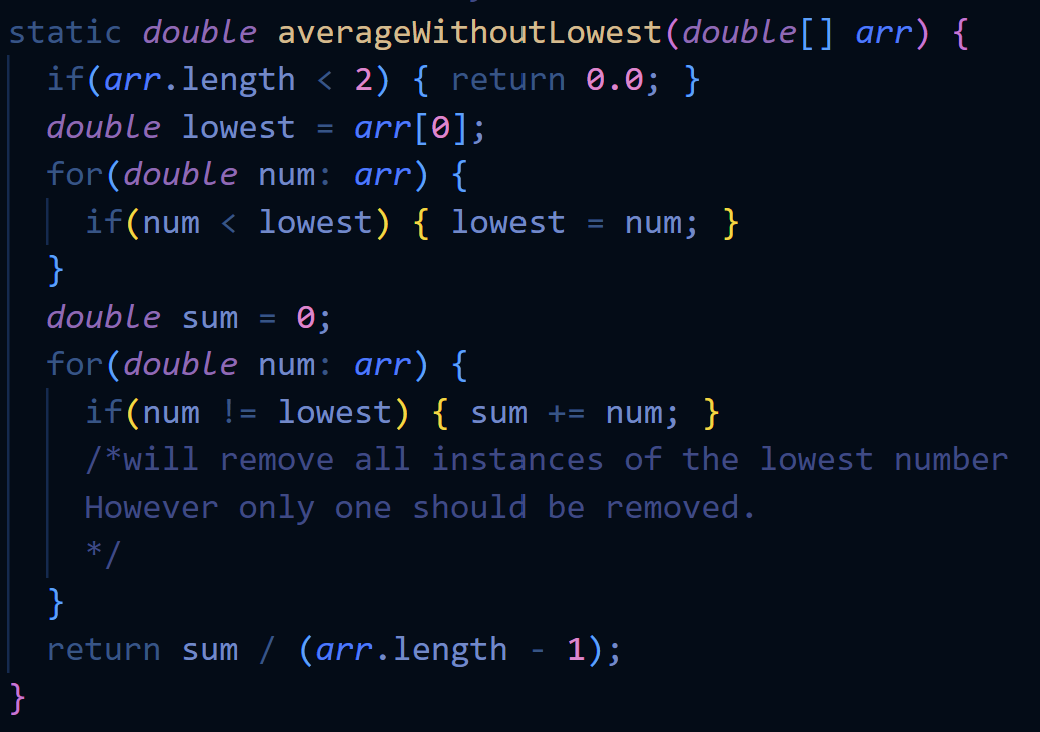 static double averageWithoutLowest(double[] arr) {
  if(arr.length < 2) { return 0.0; }
  double lowest = arr[0];
  for(double num: arr) {
    if(num < lowest) { lowest = num; }
  }
  double sum = 0;
  for(double num: arr) {
    if(num != lowest) { sum += num; }
    /*will remove all instances of the lowest number
    However only one should be removed.
    */
  }
  return sum / (arr.length - 1);
}